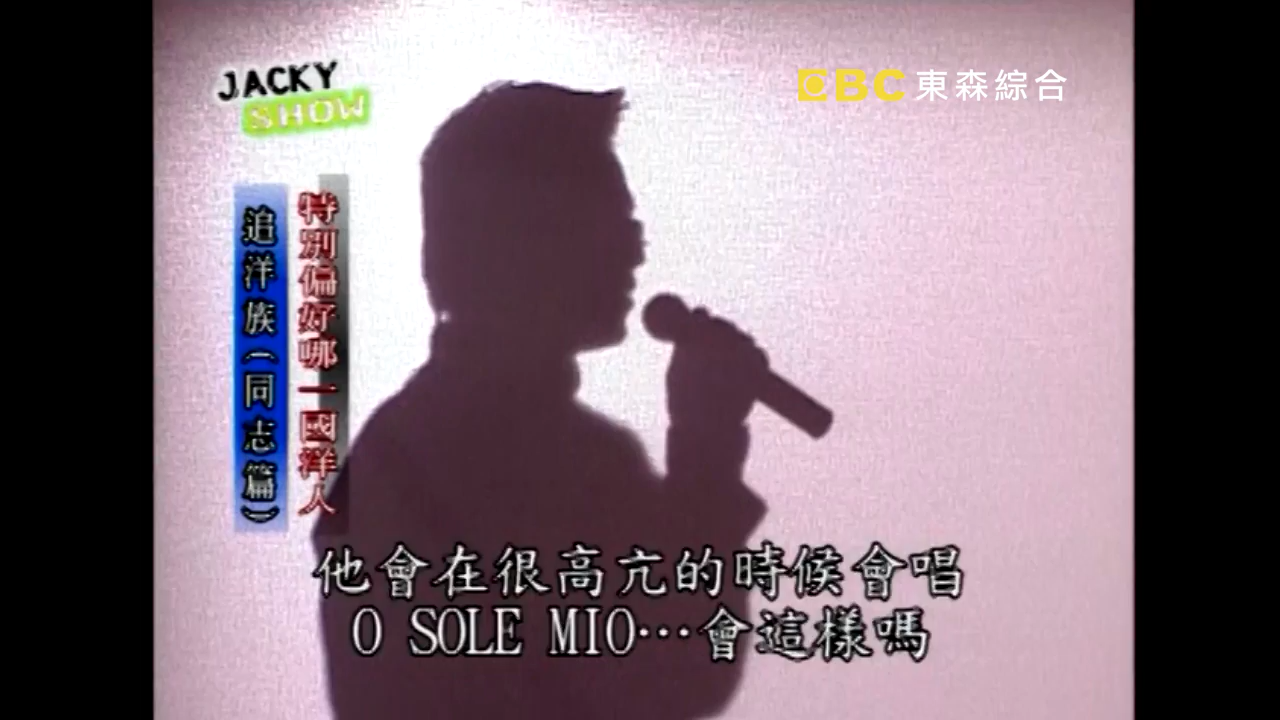 JACKY
SHOW
EBC 東森綜合
特別偏好哪一國洋人
追洋族(同志篇)
他會在很高亢的時候會唱
O SOLE MIO…會這樣嗎